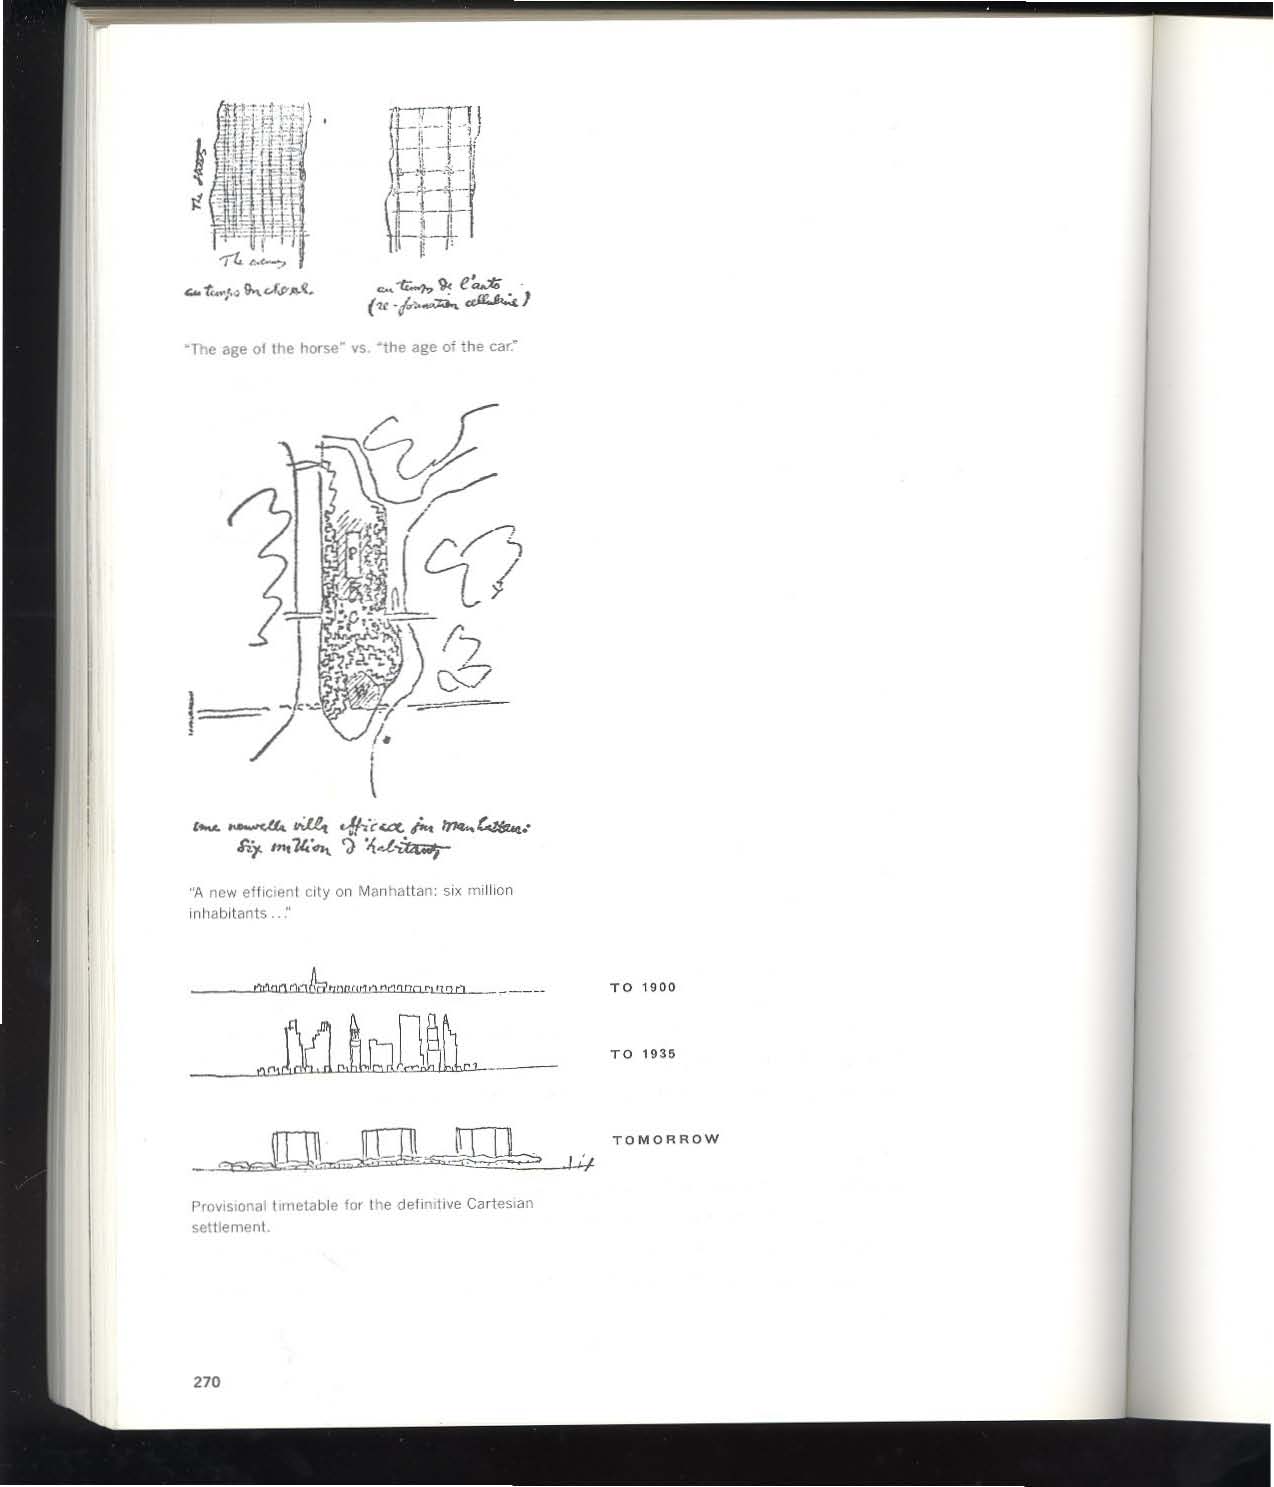 The streets
The avenues
au temps du cheval.
au temps de l'auto
(re-formation cellulaire)
"The age of the horse" vs. "the age of the car."
P
C
W
une nouvelle ville efficace sur Manhattan:
Six million d'habitants
"A new efficient city on Manhattan: six million
inhabitants . . ."
TO 1900
TO 1935
TOMORROW
Provisional timetable for the definitive Cartesian
settlement.
270